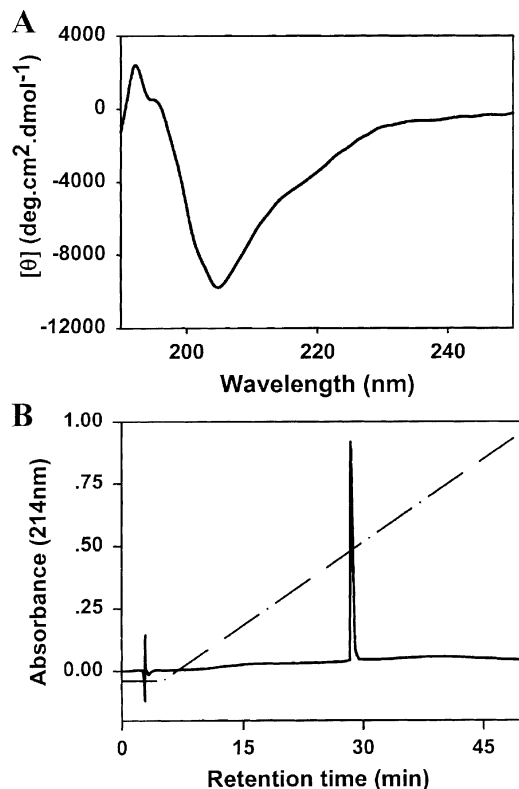 A
4000
0
-4000
-8000
-12000
[θ] (deg.cm2.dmol-1)
200
220
240
Wavelength (nm)
B
1.00
.75
.50
.25
0.00
Absorbance (214nm)
0
15
30
45
Retention time (min)